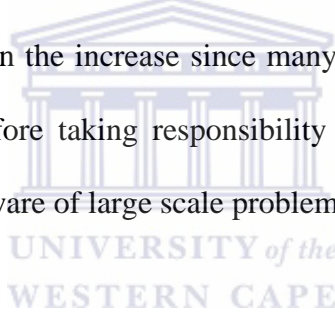 n the increase since many
fore taking responsibility
ware of large scale problem
UNIVERSITY of the
WESTERN CAPE